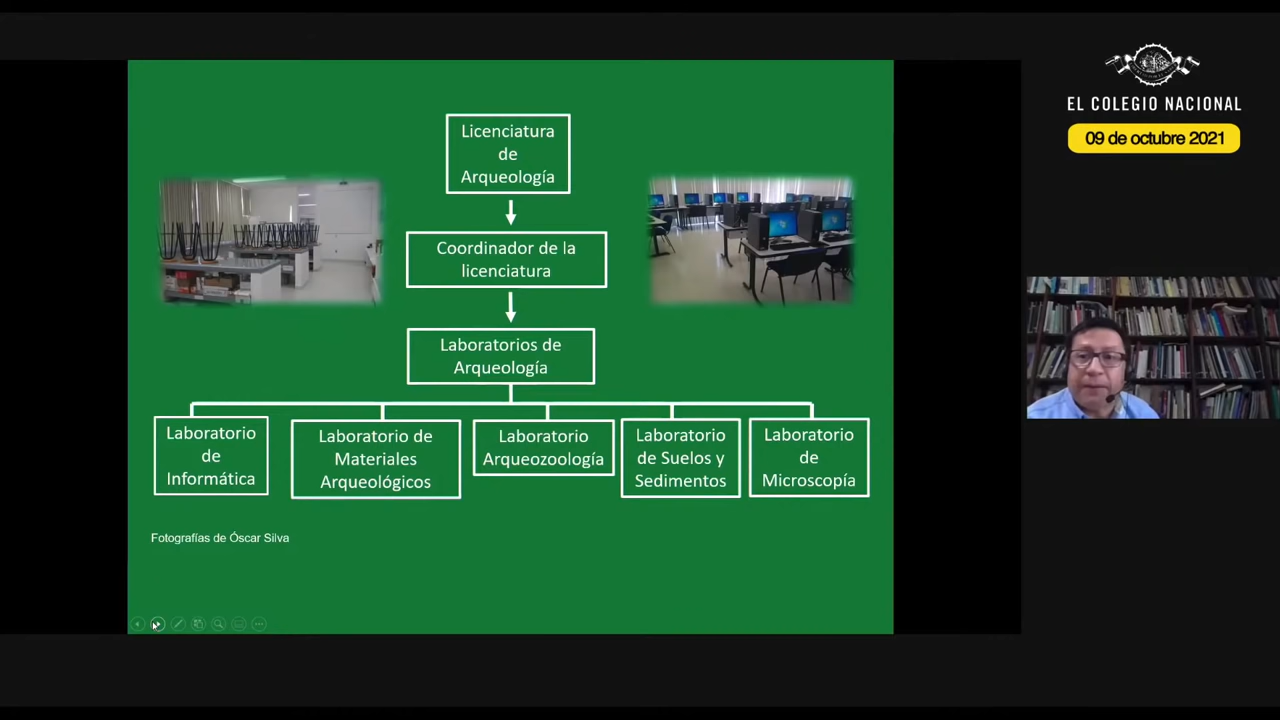 EL COLEGIO NACIONAL
09 de octubre 2021
Licenciatura
de
Arqueología
Coordinador de la
licenciatura
Laboratorios de
Arqueología
Laboratorio
de
Informática
Laboratorio de
Materiales
Arqueológicos
Laboratorio
Arqueozoología
Laboratorio
de Suelos y
Sedimentos
Laboratorio
de
Microscopía
Fotografías de Óscar Silva